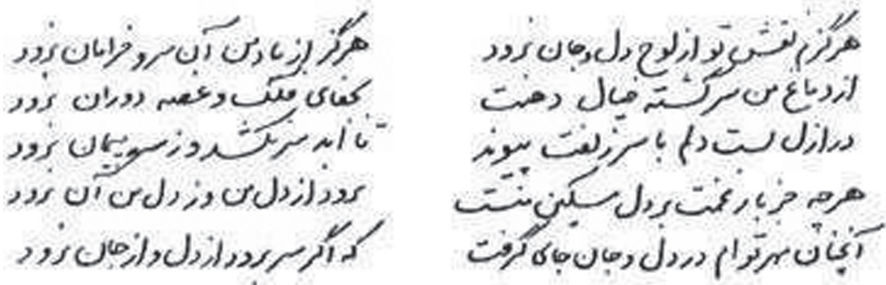 هرگزم نقش تو از لوح دل و جان نرود هرگز از یاد من آن سرو خرامان نرود
از دماغ من سرگشته خیال دهنت بجفای فلک و غصه دوران نرود
در ازل بست دلم با سر زلفت پیوند تا ابد سر نکشد وز سر پیمان نرود
هرچه جز بار غمت بر دل مسکین منست برود از دل من وز دل من آن نرود
آنچنان مهر توام در دل و جان جای گرفت که اگر سر برود از دل و از جان نرود